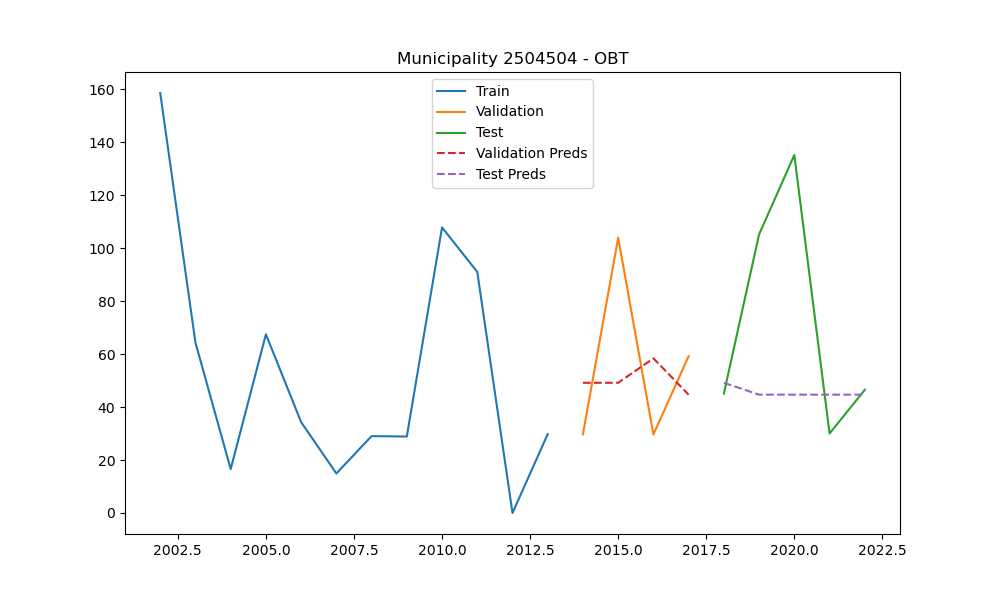 Municipality 2504504 - OBT
Train
Validation
Test
Validation Preds
Test Preds
160
140
120
100
80
60
40
20
0
2002.5 2005.0 2007.5 2010.0 2012.5 2015.0 2017.5 2020.0 2022.5